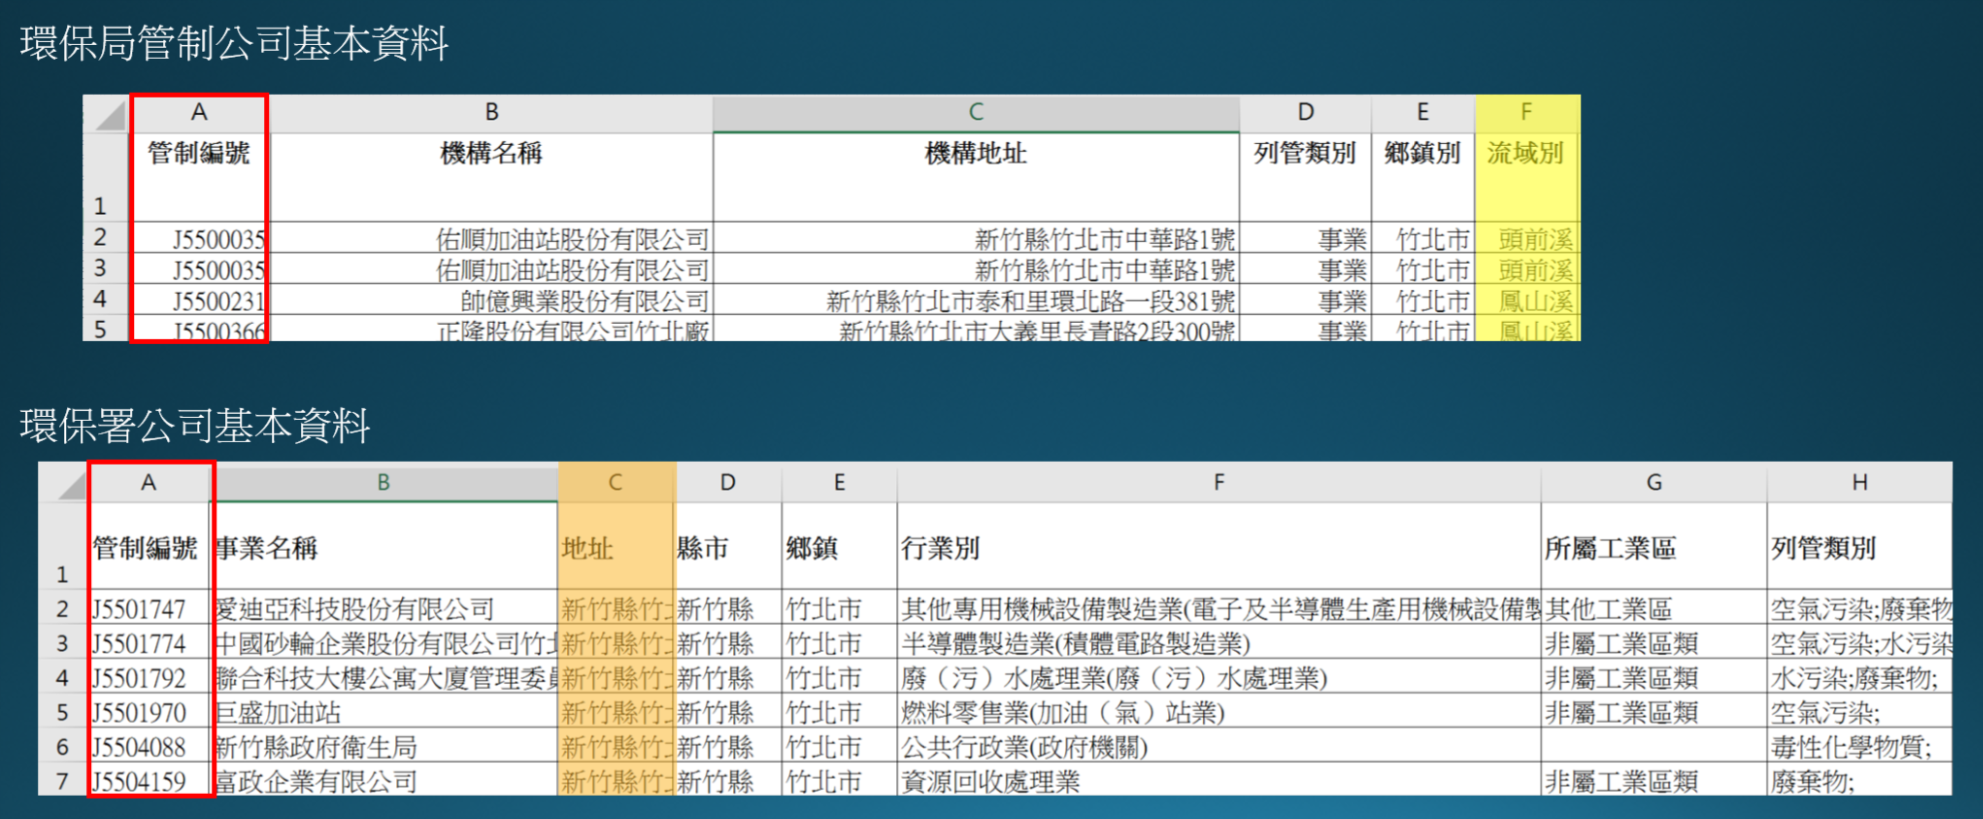 環保局管制公司基本資料
A B C D E F
管制編號 機構名稱 機構地址 列管類別 鄉鎮別 流域別
1
2 J5500035 佑順加油站股份有限公司 新竹縣竹北市中華路1號 事業 竹北市 頭前溪
3 J5500035 佑順加油站股份有限公司 新竹縣竹北市中華路1號 事業 竹北市 頭前溪
4 J5500231 帥億興業股份有限公司 新竹縣竹北市泰和里環北路一段381號 事業 竹北市 鳳山溪
5 J5500366 正隆股份有限公司竹北廠 新竹縣竹北市大義里長青路2段300號 事業 竹北市 鳳山溪
環保署公司基本資料
A B C D E F G H
管制編號 事業名稱 地址 縣市 鄉鎮 行業別 所屬工業區 列管類別
1
2 J5501747 愛迪亞科技股份有限公司 新竹縣竹 新竹縣 竹北市 其他專用機械設備製造業(電子及半導體生產用機械設備製 其他工業區 空氣污染;廢棄物
3 J5501774 中國砂輪企業股份有限公司竹 新竹縣竹 新竹縣 竹北市 半導體製造業(積體電路製造業) 非屬工業區類 空氣污染;水污染
4 J5501792 聯合科技大樓公寓大廈管理委員 新竹縣竹 新竹縣 竹北市 廢（污）水處理業(廢（污）水處理業) 非屬工業區類 水污染;廢棄物;
5 J5501970 巨盛加油站 新竹縣竹 新竹縣 竹北市 燃料零售業(加油（氣）站業) 非屬工業區類 空氣污染;
6 J5504088 新竹縣政府衛生局 新竹縣竹 新竹縣 竹北市 公共行政業(政府機關) 毒性化學物質;
7 J5504159 富政企業有限公司 新竹縣竹 新竹縣 竹北市 資源回收處理業 非屬工業區類 廢棄物;